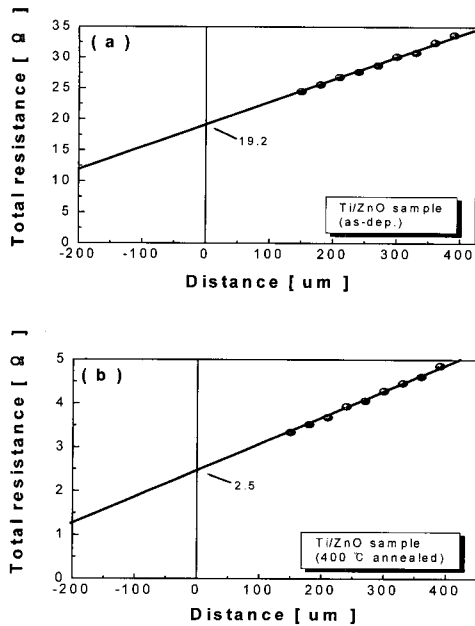 (a)
Total resistance [ Ω ]
35
30
25
20
15
10
5
0
19.2
Ti/ZnO sample
(as-dep.)
-200 -100 0 100 200 300 400
Distance [ um ]
(b)
Total resistance [ Ω ]
5
4
3
2
1
0
2.5
Ti/ZnO sample
(400 ℃ annealed)
-200 -100 0 100 200 300 400
Distance [ um ]